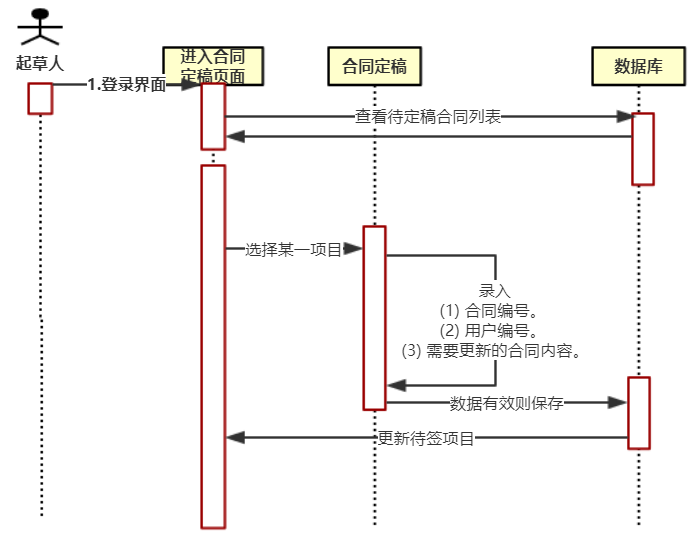 起草人
进入合同
定稿页面
合同定稿
数据库
1.登录界面
查看待定稿合同列表
选择某一项目
录入
(1) 合同编号。
(2) 用户编号。
(3) 需要更新的合同内容。
数据有效则保存
更新待签项目